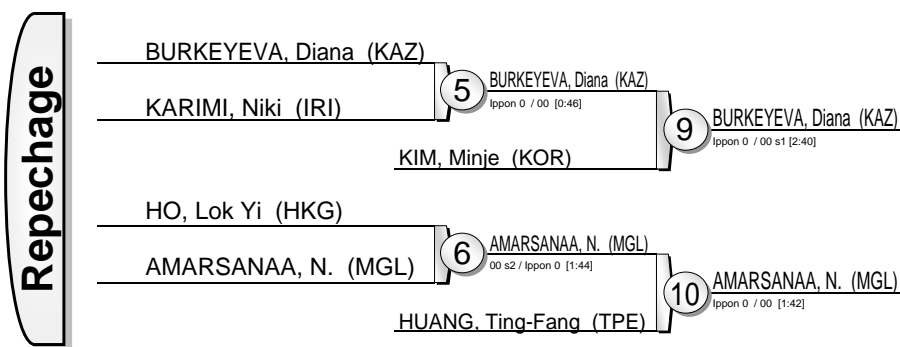 Repechage
BURKEYEVA, Diana (KAZ)
KARIMI, Niki (IRI)
5
BURKEYEVA, Diana (KAZ)
Ippon 0 / 00 [0:46]
KIM, Minje (KOR)
9
BURKEYEVA, Diana (KAZ)
Ippon 0 / 00 s1 [2:40]
HO, Lok Yi (HKG)
AMARSANAA, N. (MGL)
6
AMARSANAA, N. (MGL)
00 s2 / Ippon 0 [1:44]
HUANG, Ting-Fang (TPE)
10
AMARSANAA, N. (MGL)
Ippon 0 / 00 [1:42]